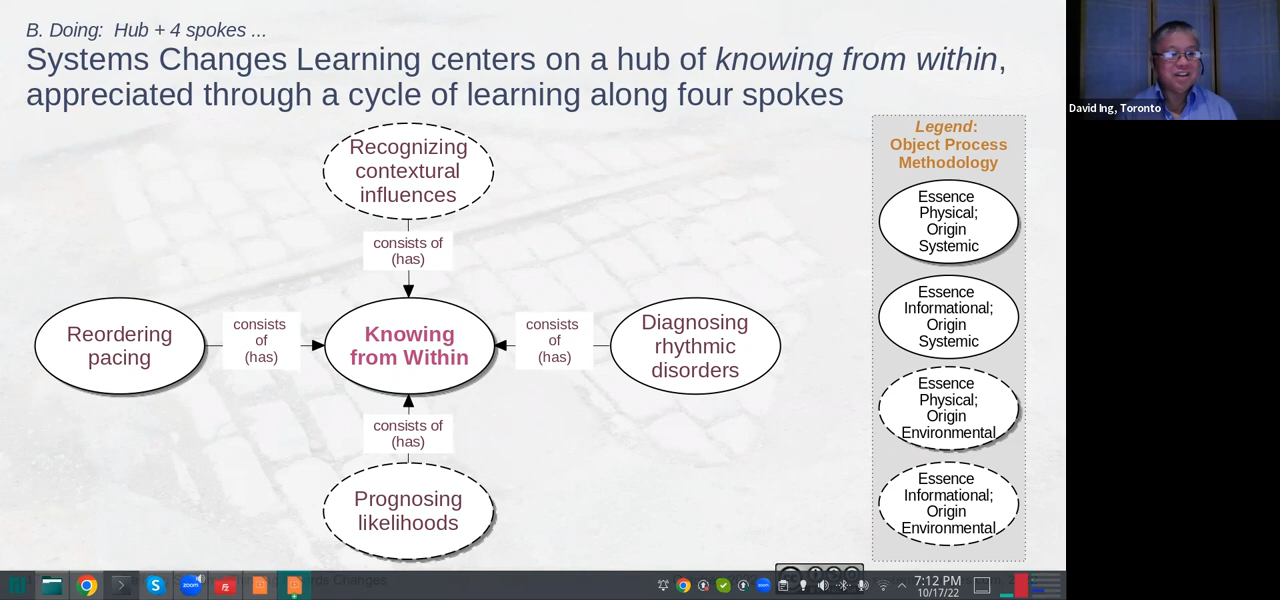 B. Doing: Hub + 4 spokes ...
Systems Changes Learning centers on a hub of knowing from within,
appreciated through a cycle of learning along four spokes
David Ing, Toronto
Legend:
Object Process
Methodology
Recognizing
contextural
influences
Essence
Physical;
Origin
Systemic
consists of
(has)
Essence
Informational;
Origin
Systemic
Reordering
pacing
consists
of
(has)
Knowing
from Within
consists
of
(has)
Diagnosing
rhythmic
disorders
Essence
Physical;
Origin
Environmental
consists of
(has)
Prognosing
likelihoods
Essence
Informational;
Origin
Environmental
Changes
zoom
7:12 PM
10/17/22